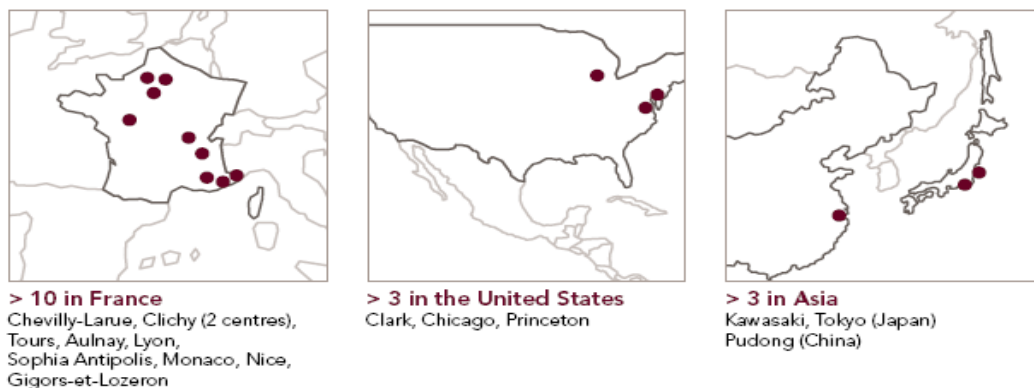 > 10 in France
Chevilly-Larue, Clichy (2 centres),
Tours, Aulnay, Lyon,
Sophia Antipolis, Monaco, Nice,
Gigors-et-Lozeron
> 3 in the United States
Clark, Chicago, Princeton
> 3 in Asia
Kawasaki, Tokyo (Japan)
Pudong (China)